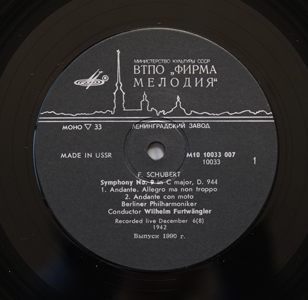 МИНИСТЕРСТВО КУЛЬТУРЫ СССР
ВТПО „ФИРМА
МЕЛОДИЯ"
МОНО ▽ 33
ЛЕНИНГРАДСКИЙ ЗАВОД
MADE IN USSR
М10 10033 007
10033
1
F. SCHUBERT
Symphony No. 9 in C major, D. 944
1. Andante. Allegro ma non troppo
2. Andante con moto
Berliner Philharmoniker
Conductor Wilhelm Furtwängler
Recorded live December 6(8)
1942
Выпуск 1990 г.